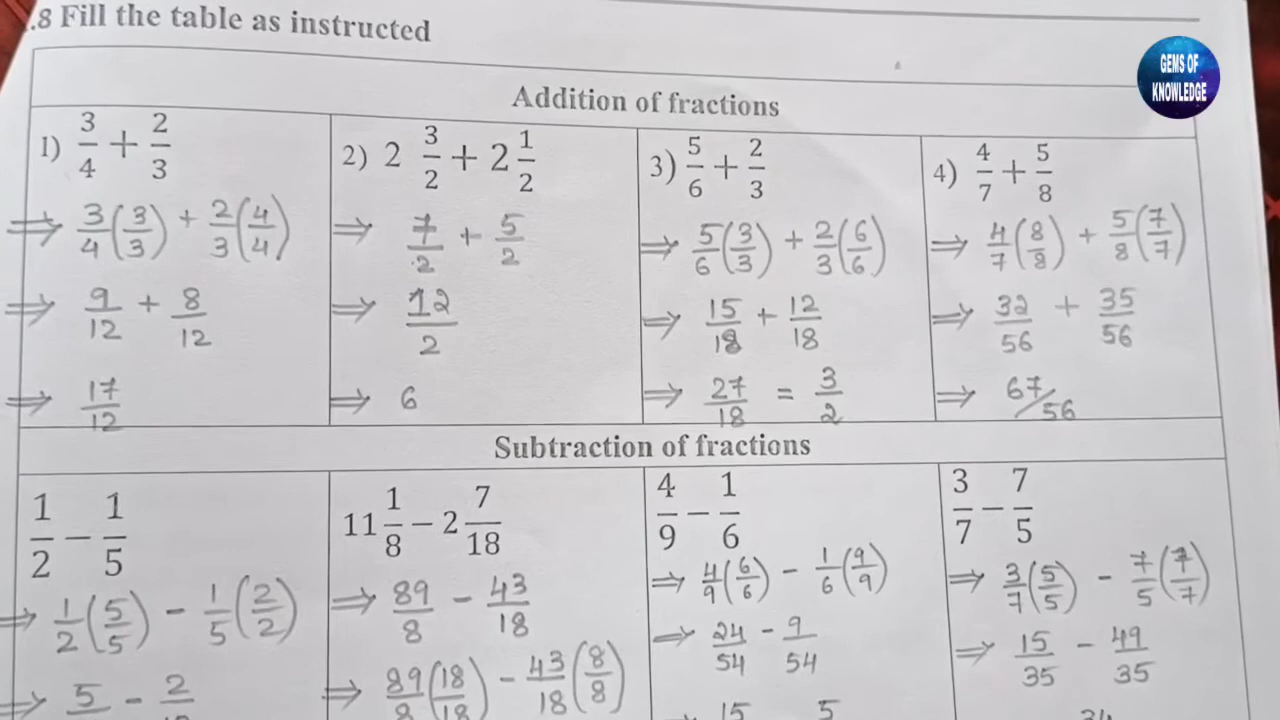 .8 Fill the table as instructed
GEMS OF
KNOWLEDGE
Addition of fractions
1) 3/4 + 2/3
⇒ 3/4 (3/3) + 2/3 (4/4)
⇒ 9/12 + 8/12
⇒ 17/12
2) 2 3/2 + 2 1/2
⇒ 7/2 + 5/2
⇒ 12/2
⇒ 6
3) 5/6 + 2/3
⇒ 5/6 (3/3) + 2/3 (6/6)
⇒ 15/18 + 12/18
⇒ 27/18 = 3/2
4) 4/7 + 5/8
⇒ 4/7 (8/8) + 5/8 (7/7)
⇒ 32/56 + 35/56
⇒ 67/56
Subtraction of fractions
1/2 − 1/5
⇒ 1/2 (5/5) − 1/5 (2/2)
⇒ 5 − 2
11 1/8 − 2 7/18
⇒ 89/8 − 43/18
⇒ 89/8 (18/18) − 43/18 (8/8)
4/9 − 1/6
⇒ 4/9 (6/6) − 1/6 (9/9)
⇒ 24/54 − 9/54
15 5
3/7 − 7/5
⇒ 3/7 (5/5) − 7/5 (7/7)
⇒ 15/35 − 49/35